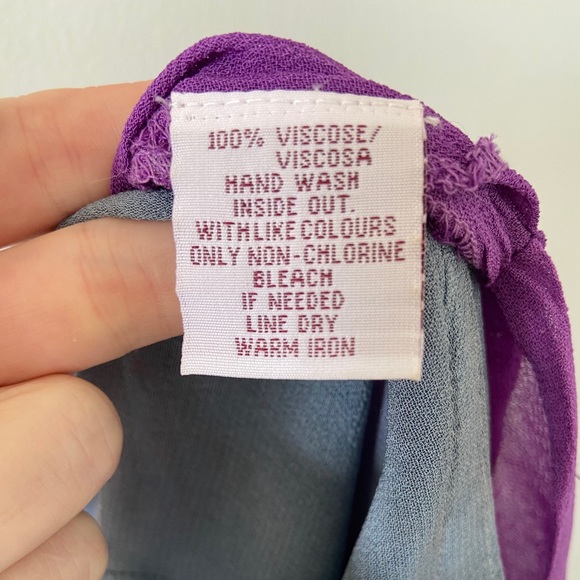 100% VISCOSE/
VISCOSA
HAND WASH
INSIDE OUT.
WITH LIKE COLOURS
ONLY NON-CHLORINE
BLEACH
IF NEEDED
LINE DRY
WARM IRON